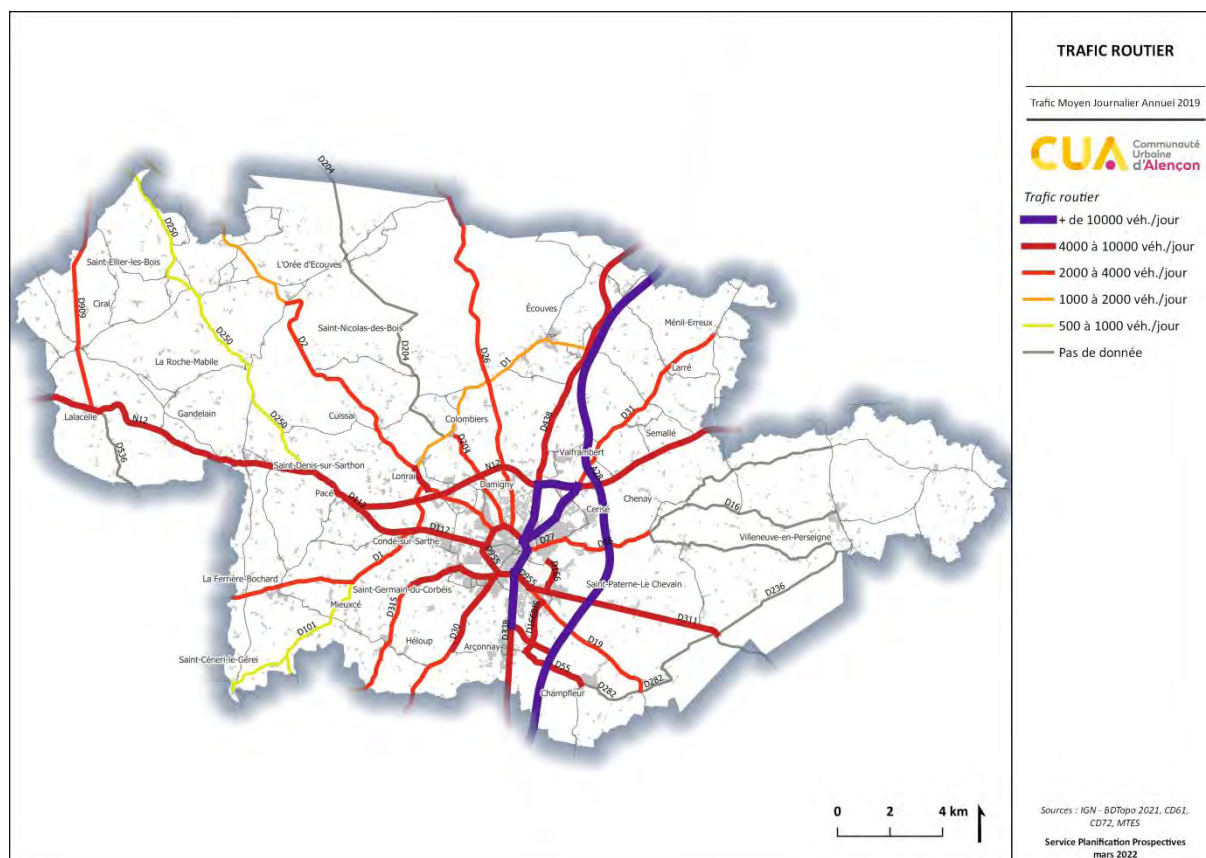 TRAFIC ROUTIER
Trafic Moyen Journalier Annuel 2019
CUA Communauté
Urbaine
d'Alençon
Trafic routier
+ de 10000 véh./jour
4000 à 10000 véh./jour
2000 à 4000 véh./jour
1000 à 2000 véh./jour
500 à 1000 véh./jour
Pas de donnée
D204
D250
Saint-Ellier-les-Bois
L'Orée d'Ecouves
Ciral
D909
Écouves
Ménil-Erreux
Saint-Nicolas-des-Bois
D250
D2
D204
D26
D1
La Roche-Mabile
Larré
Lalacelle
N12
Gandelain
D250
Cuissai
Colombiers
D438
D31
Semallé
D536
D204
Valframbert
Saint-Denis-sur-Sarthon
Lonrai
N12
A28
Pacé
D112
Damigny
Chenay
Cerisé
D16
D112
Condé-sur-Sarthe
D27
Villeneuve-en-Perseigne
D1
D955
D955
La Ferrière-Bochard
Saint-Germain-du-Corbéis
Saint-Paterne-Le Chevain
D236
Mieuxcé
D315
D311
D101
D30
D338
D19
Héloup
Arçonnay
Saint-Céneri-le-Gérei
D55
D282
D282
Champfleur
0 2 4 km
Sources : IGN - BDTopo 2021, CD61,
CD72, MTES
Service Planification Prospectives
mars 2022